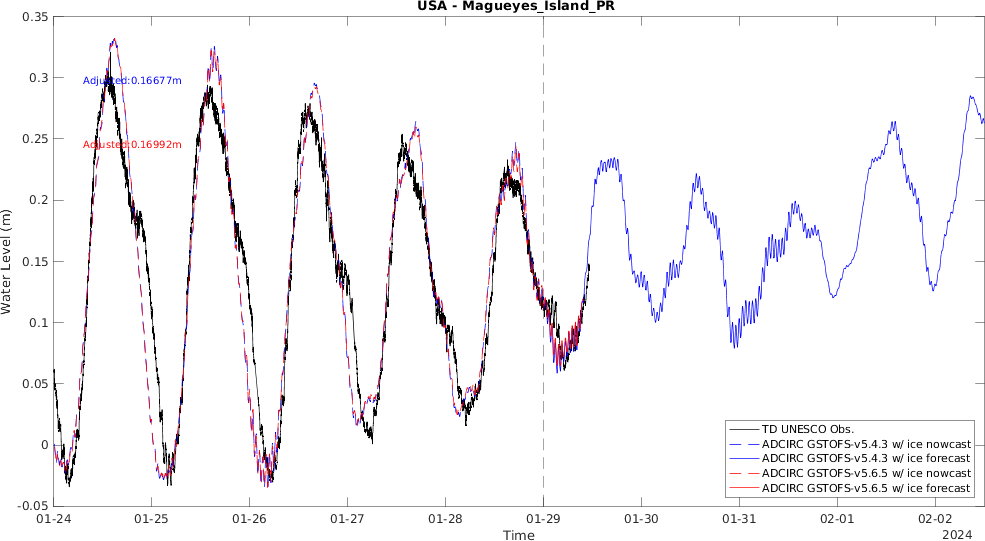 USA - Magueyes_Island_PR
0.35
0.3
0.25
0.2
0.15
0.1
0.05
0
-0.05
Water Level (m)
Adjusted:0.16677m
Adjusted:0.16992m
TD UNESCO Obs.
ADCIRC GSTOFS-v5.4.3 w/ ice nowcast
ADCIRC GSTOFS-v5.4.3 w/ ice forecast
ADCIRC GSTOFS-v5.6.5 w/ ice nowcast
ADCIRC GSTOFS-v5.6.5 w/ ice forecast
01-24 01-25 01-26 01-27 01-28 01-29 01-30 01-31 02-01 02-02
Time
2024